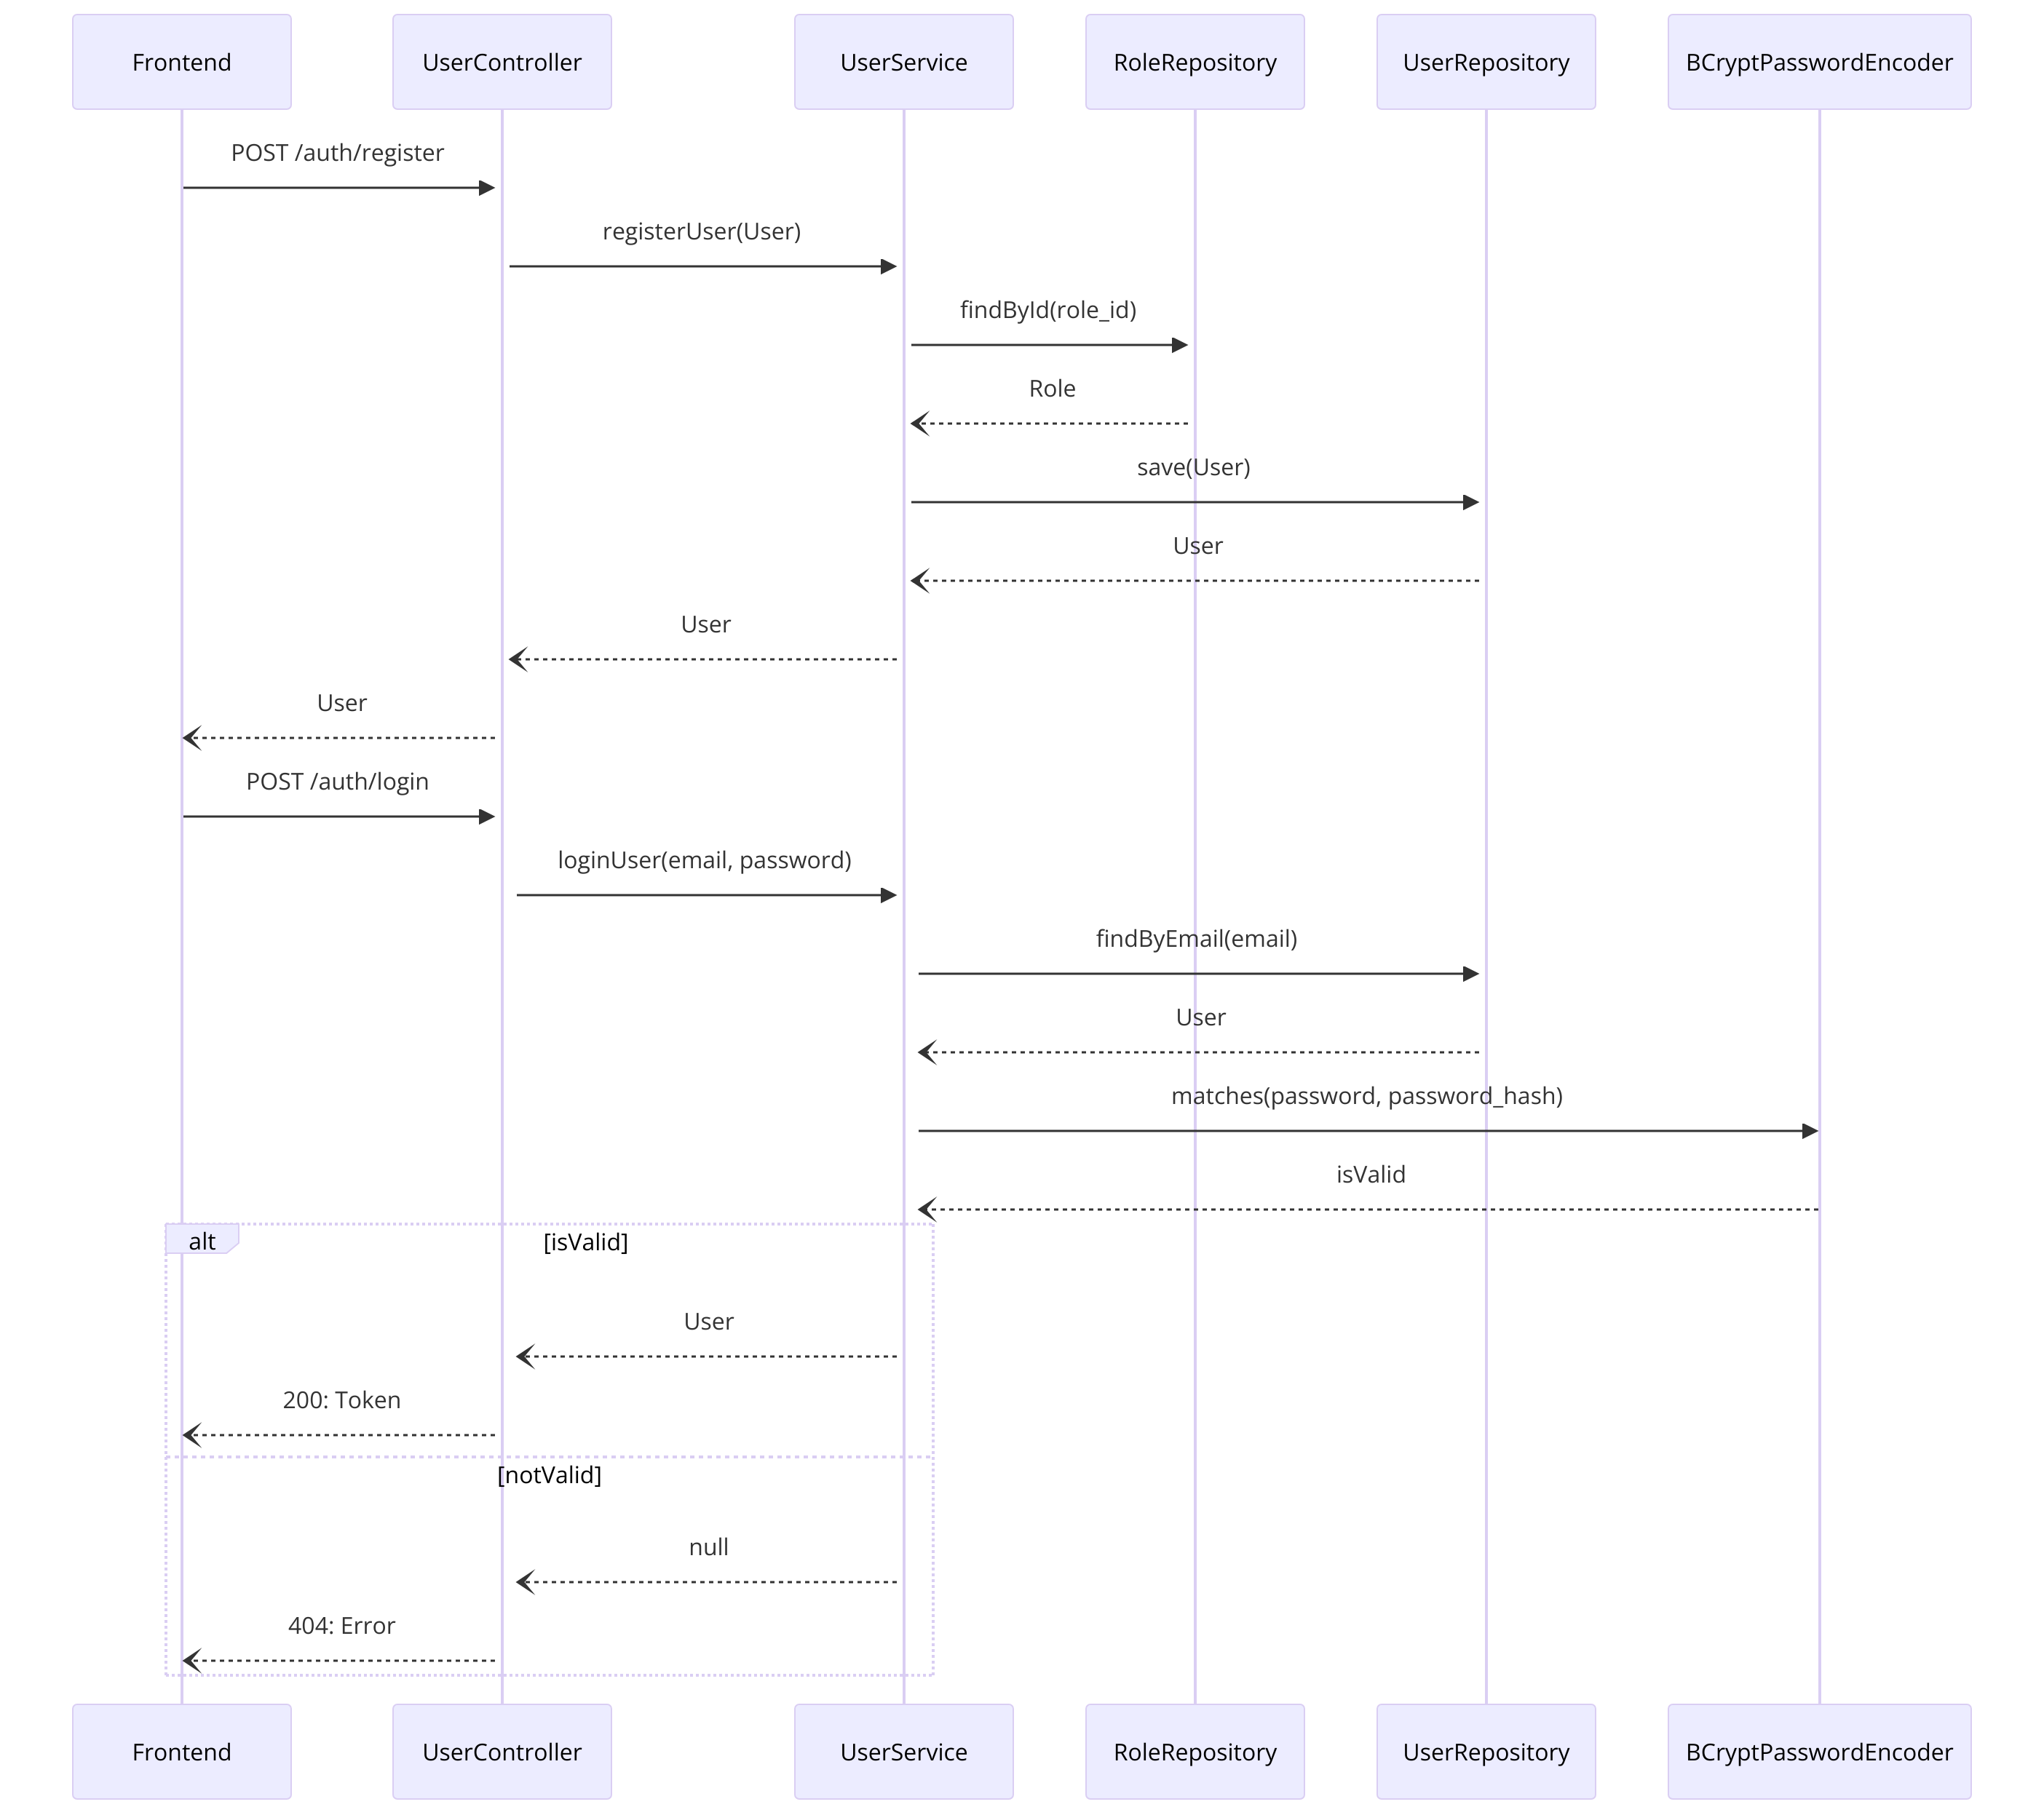 Frontend
UserController
UserService
RoleRepository
UserRepository
BCryptPasswordEncoder
POST /auth/register
registerUser(User)
findById(role_id)
Role
save(User)
User
User
User
POST /auth/login
loginUser(email, password)
findByEmail(email)
User
matches(password, password_hash)
isValid
alt
[isValid]
User
200: Token
[notValid]
null
404: Error
Frontend
UserController
UserService
RoleRepository
UserRepository
BCryptPasswordEncoder